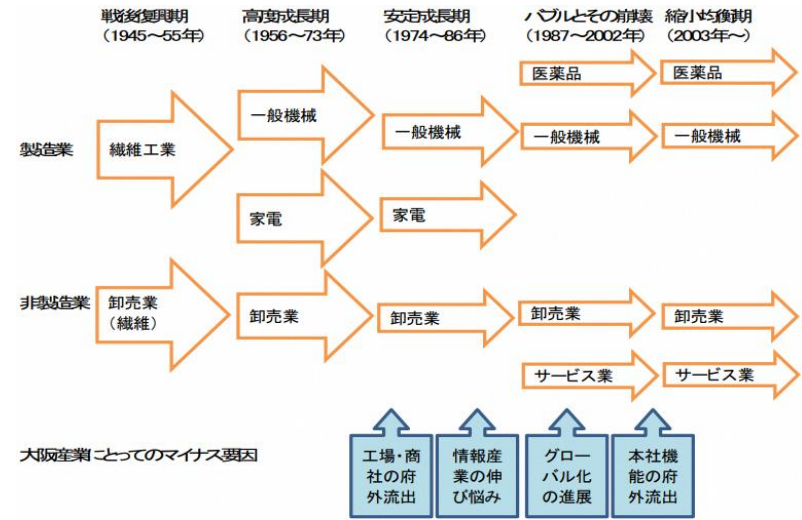 戦後復興期 高度成長期 安定成長期 バブルとその崩壊 縮小均衡期
（1945～55年） （1956～73年） （1974～86年） （1987～2002年） （2003年～）
医薬品 医薬品
一般機械
一般機械 一般機械 一般機械
製造業 繊維工業
家電 家電
非製造業 卸売業
（繊維）
卸売業 卸売業 卸売業 卸売業
サービス業 サービス業
大阪産業にとってのマイナス要因
工場・商
社の府
外流出
情報産
業の伸
び悩み
グロー
バル化
の進展
本社機
能の府
外流出